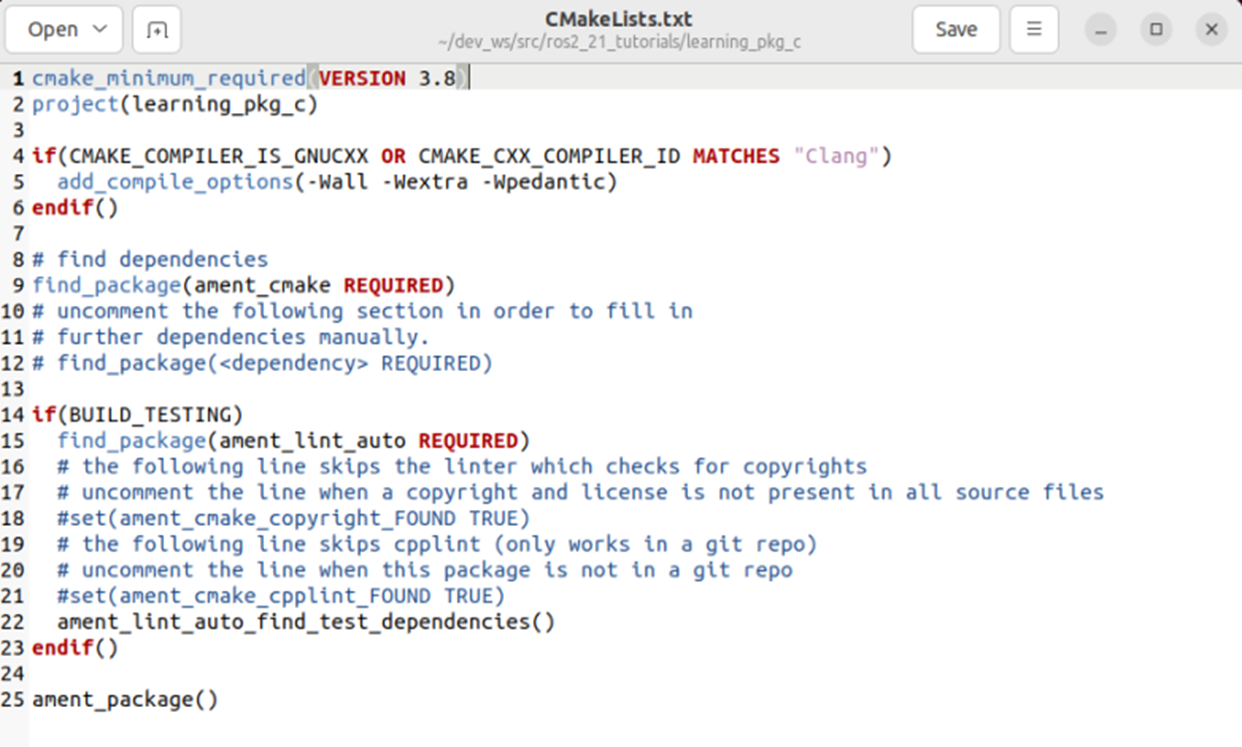 Open
CMakeLists.txt
~/dev_ws/src/ros2_21_tutorials/learning_pkg_c
Save
1 cmake_minimum_required(VERSION 3.8)
2 project(learning_pkg_c)
3
4 if(CMAKE_COMPILER_IS_GNUCXX OR CMAKE_CXX_COMPILER_ID MATCHES "Clang")
5   add_compile_options(-Wall -Wextra -Wpedantic)
6 endif()
7
8 # find dependencies
9 find_package(ament_cmake REQUIRED)
10 # uncomment the following section in order to fill in
11 # further dependencies manually.
12 # find_package(<dependency> REQUIRED)
13
14 if(BUILD_TESTING)
15   find_package(ament_lint_auto REQUIRED)
16   # the following line skips the linter which checks for copyrights
17   # uncomment the line when a copyright and license is not present in all source files
18   #set(ament_cmake_copyright_FOUND TRUE)
19   # the following line skips cpplint (only works in a git repo)
20   # uncomment the line when this package is not in a git repo
21   #set(ament_cmake_cpplint_FOUND TRUE)
22   ament_lint_auto_find_test_dependencies()
23 endif()
24
25 ament_package()